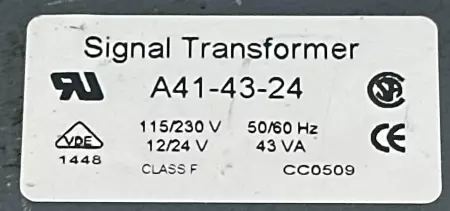 Signal Transformer
A41-43-24
VDE
1448
115/230 V 50/60 Hz
12/24 V 43 VA
CLASS F CC0509